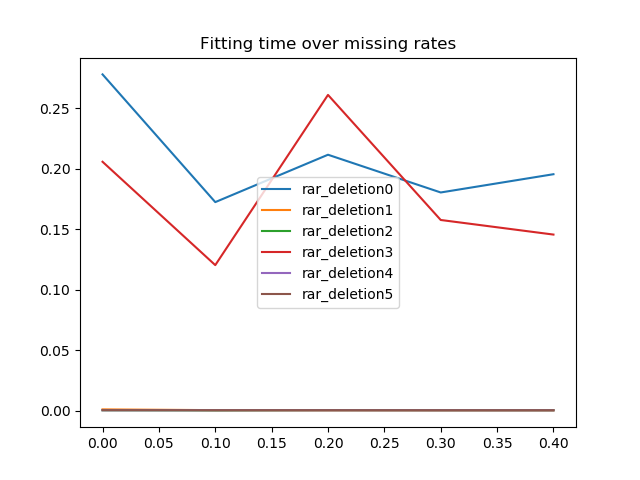 Fitting time over missing rates
0.25
0.20
0.15
0.10
0.05
0.00
rar_deletion0
rar_deletion1
rar_deletion2
rar_deletion3
rar_deletion4
rar_deletion5
0.00 0.05 0.10 0.15 0.20 0.25 0.30 0.35 0.40